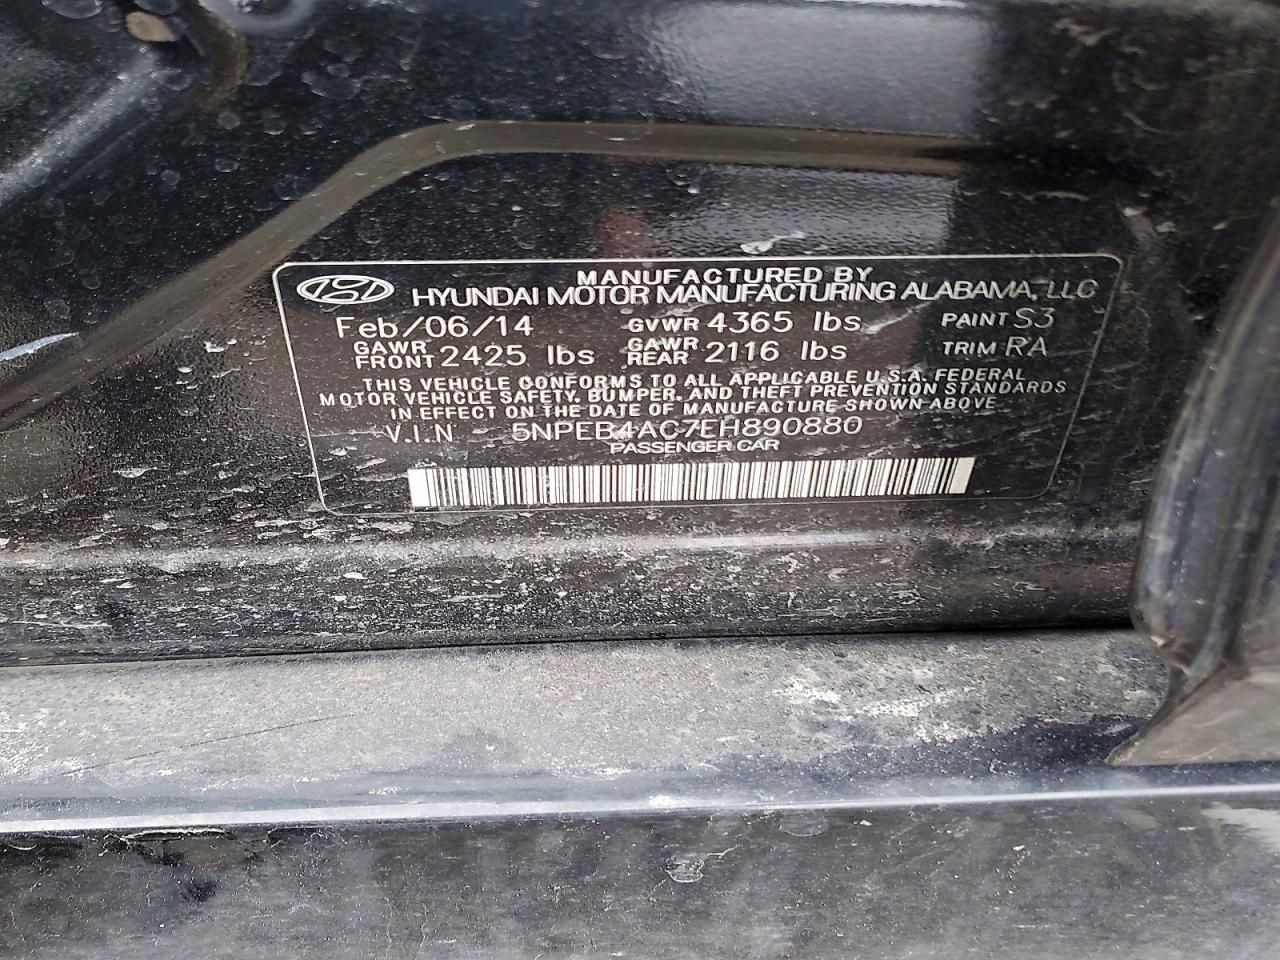 MANUFACTURED BY
HYUNDAI MOTOR MANUFACTURING ALABAMA, LLC
Feb/06/14 GVWR 4365 lbs PAINT S3
GAWR FRONT 2425 lbs GAWR REAR 2116 lbs TRIM RA
THIS VEHICLE CONFORMS TO ALL APPLICABLE U.S.A. FEDERAL
MOTOR VEHICLE SAFETY, BUMPER, AND THEFT PREVENTION STANDARDS
IN EFFECT ON THE DATE OF MANUFACTURE SHOWN ABOVE
V.I.N 5NPEB4AC7EH890880
PASSENGER CAR